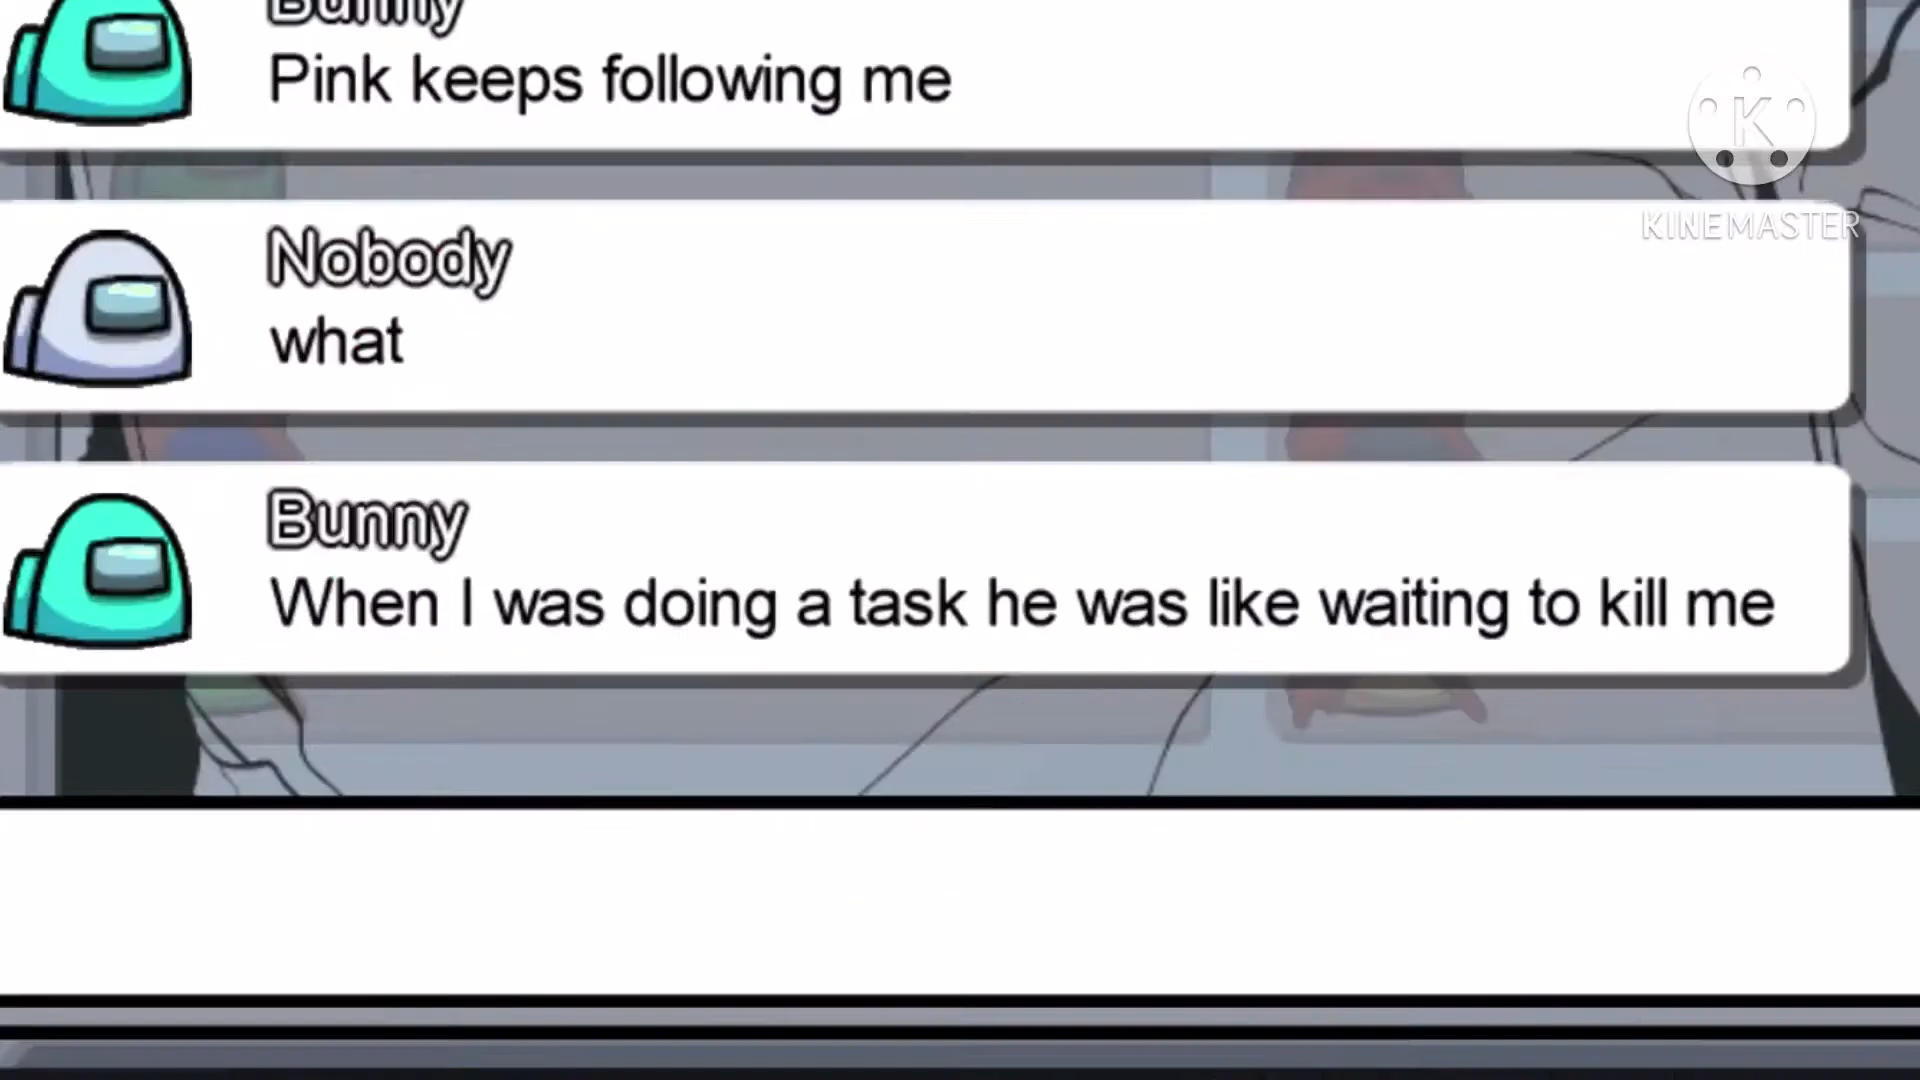 Bunny
Pink keeps following me
K
KINEMASTER
Nobody
what
Bunny
When I was doing a task he was like waiting to kill me